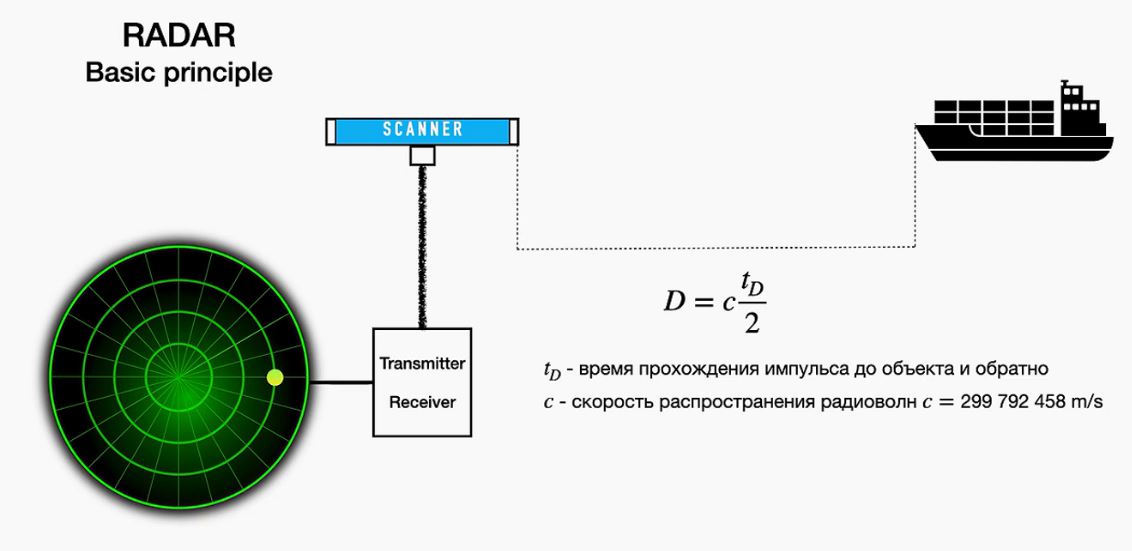 RADAR
Basic principle
SCANNER
D = c t_D / 2
Transmitter
Receiver
t_D - время прохождения импульса до объекта и обратно
c - скорость распространения радиоволн c = 299 792 458 m/s